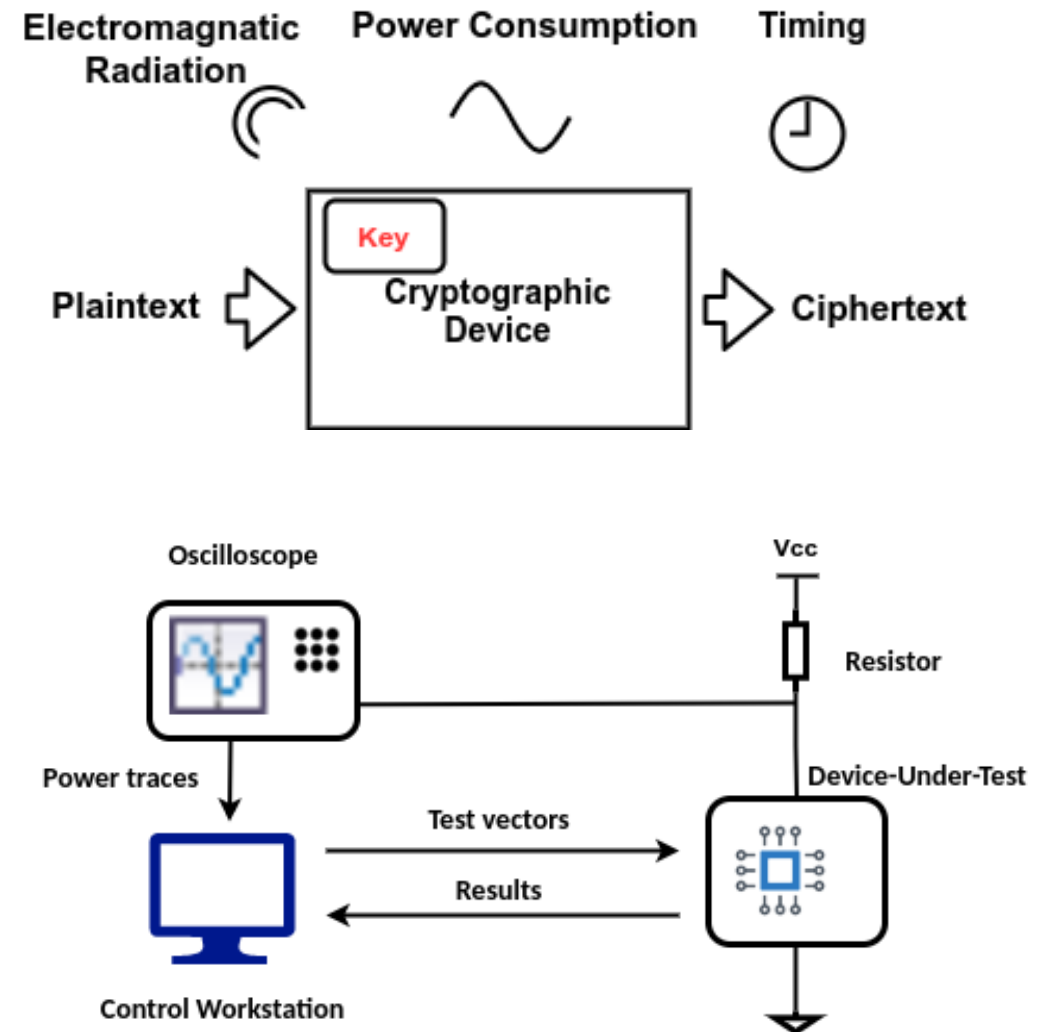 Electromagnetic
Radiation
Power Consumption
Timing
Key
Plaintext
Cryptographic
Device
Ciphertext
Oscilloscope
Vcc
Resistor
Power traces
Device-Under-Test
Test vectors
Results
Control Workstation